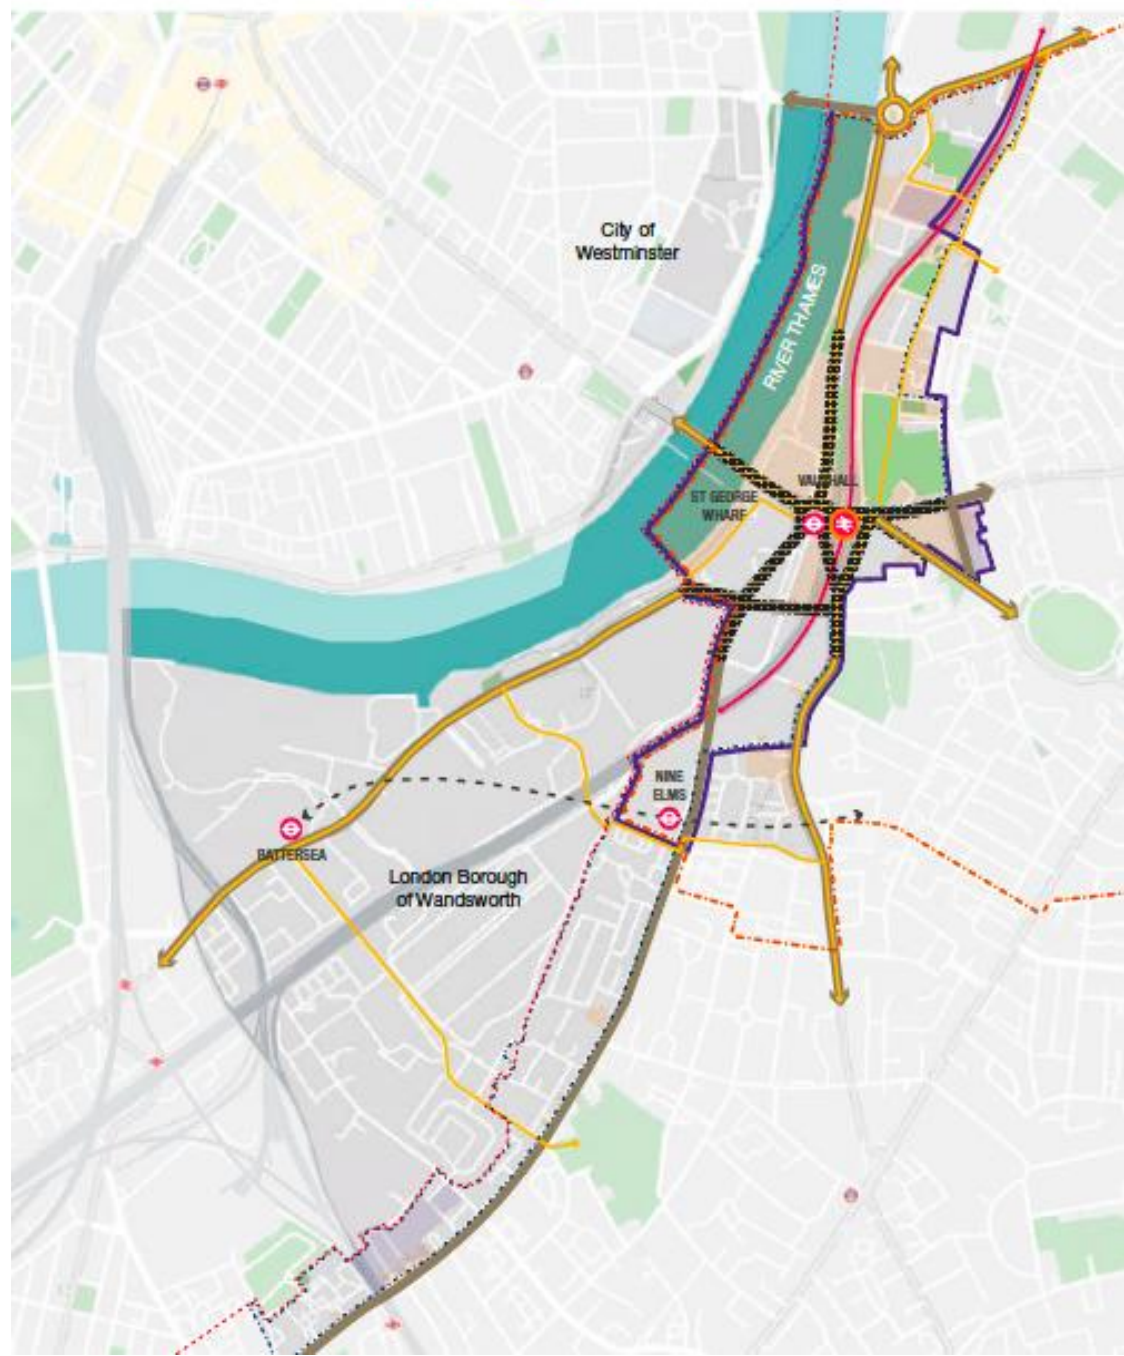 City of
Westminster
RIVER THAMES
VAUXHALL
ST GEORGE
WHARF
NINE
ELMS
BATTERSEA
London Borough
of Wandsworth